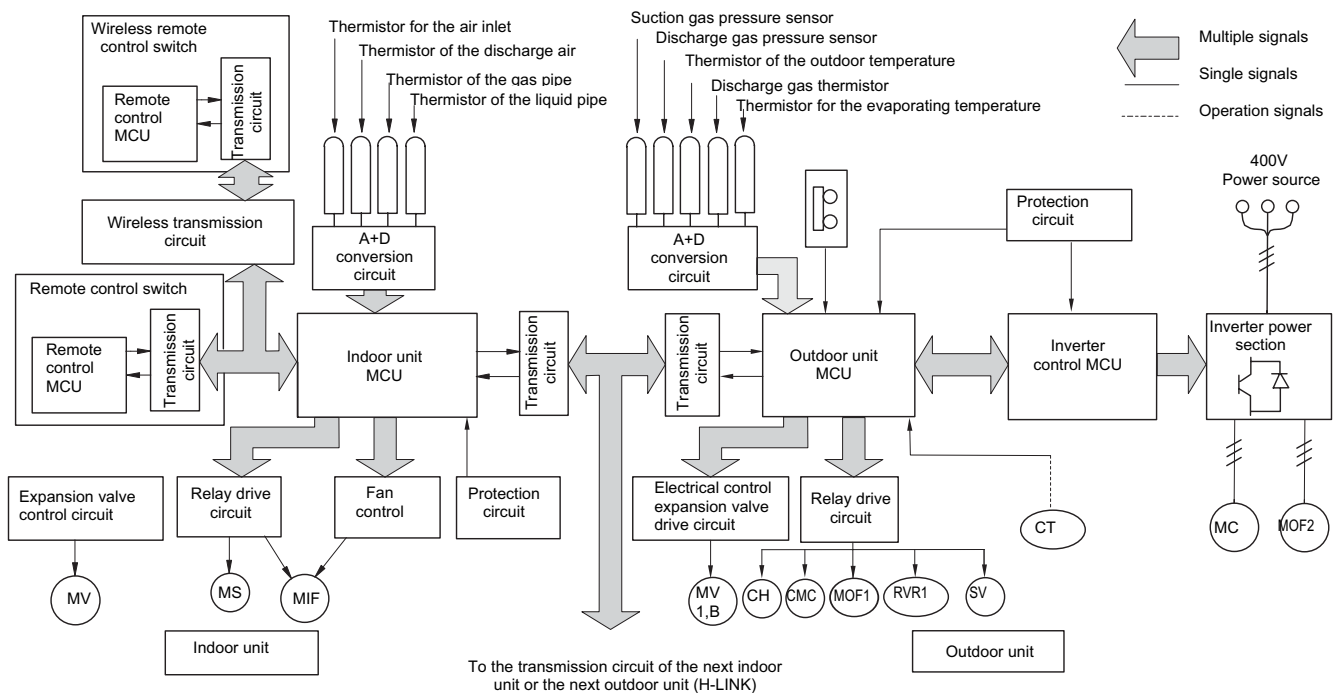 Wireless remote
control switch
Remote
control
MCU
Transmission
circuit
Wireless transmission
circuit
Remote control switch
Remote
control
MCU
Transmission
circuit
Thermistor for the air inlet
Thermistor of the discharge air
Thermistor of the gas pipe
Thermistor of the liquid pipe
A+D
conversion
circuit
Indoor unit
MCU
Transmission
circuit
Expansion valve
control circuit
Relay drive
circuit
Fan
control
Protection
circuit
MV
MS
MIF
Indoor unit
Suction gas pressure sensor
Discharge gas pressure sensor
Thermistor of the outdoor temperature
Discharge gas thermistor
Thermistor for the evaporating temperature
A+D
conversion
circuit
Transmission
circuit
Outdoor unit
MCU
Protection
circuit
Inverter
control MCU
Inverter power
section
400V
Power source
Multiple signals
Single signals
Operation signals
Electrical control
expansion valve
drive circuit
Relay drive
circuit
CT
MC
MOF2
MV
1,B
CH
CMC
MOF1
RVR1
SV
Outdoor unit
To the transmission circuit of the next indoor
unit or the next outdoor unit (H-LINK)